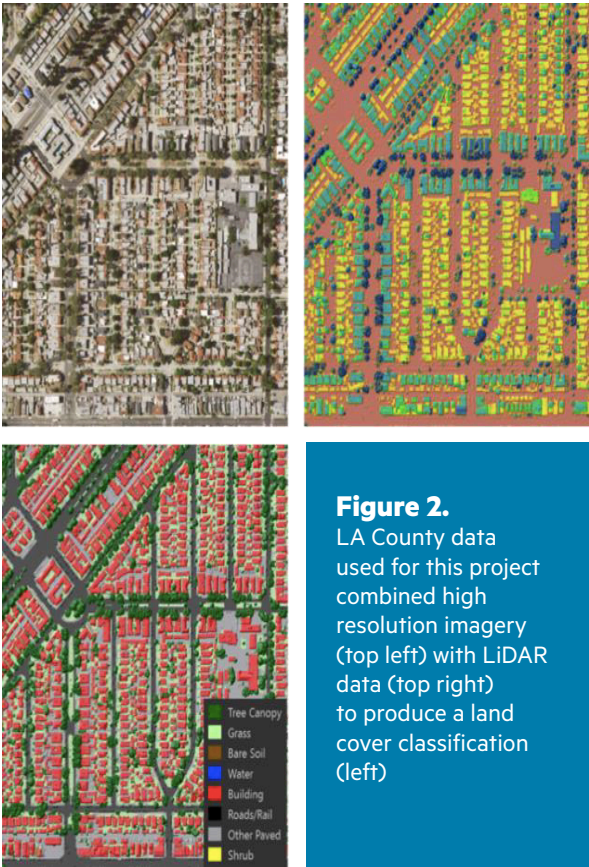 Figure 2.
LA County data
used for this project
combined high
resolution imagery
(top left) with LiDAR
data (top right)
to produce a land
cover classification
(left)
Tree Canopy
Grass
Bare Soil
Water
Building
Roads/Rail
Other Paved
Shrub